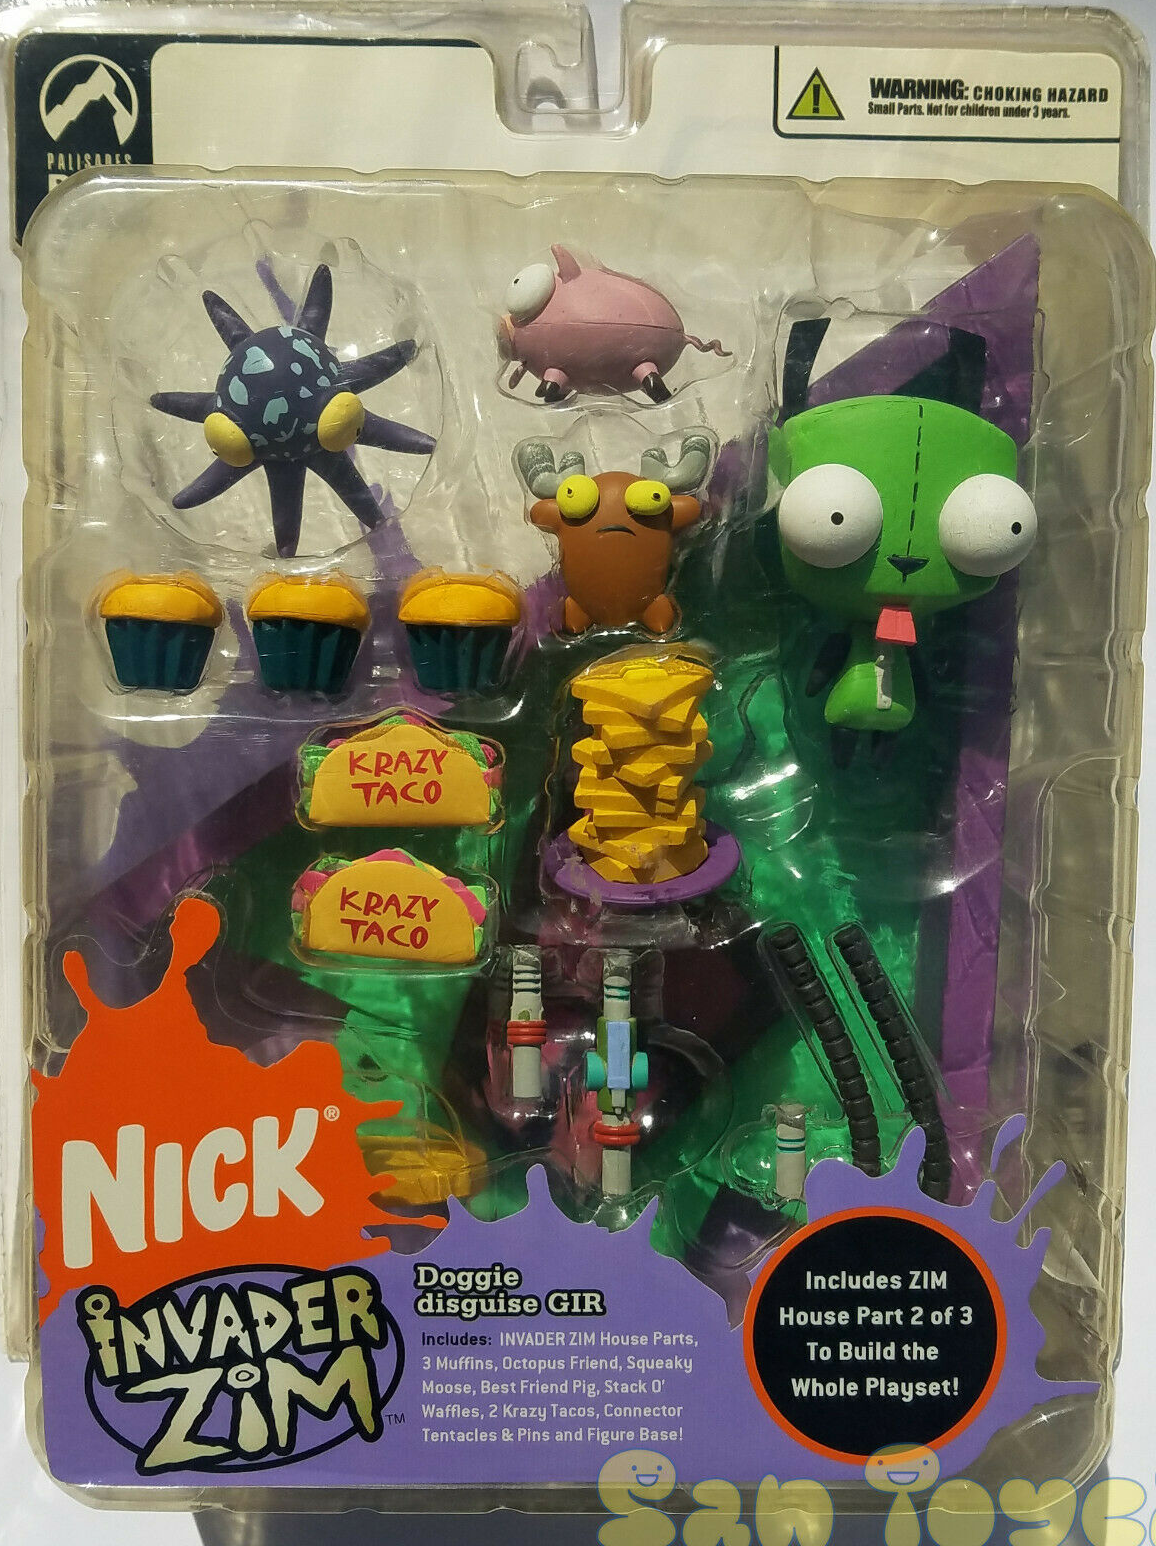 PALISADES
WARNING: CHOKING HAZARD
Small Parts. Not for children under 3 years.
KRAZY
TACO
KRAZY
TACO
NICK®
INVADER
ZIM™
Doggie
disguise GIR
Includes: INVADER ZIM House Parts,
3 Muffins, Octopus Friend, Squeaky
Moose, Best Friend Pig, Stack O'
Waffles, 2 Krazy Tacos, Connector
Tentacles & Pins and Figure Base!
Includes ZIM
House Part 2 of 3
To Build the
Whole Playset!
San Toyc